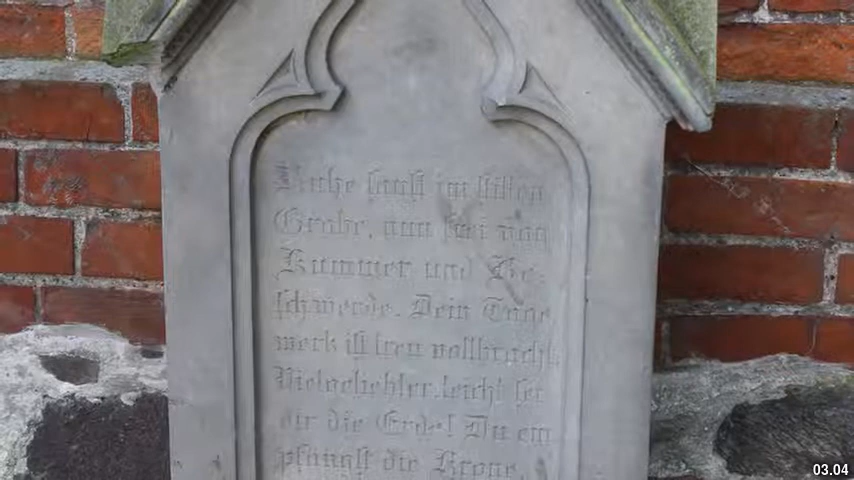 Ruhe sanft im stillen
Grabe, nun frei von
Kummer und Be-
schwerde. Dein Tage
werk ist treu vollbracht.
Vielgeliebter, leicht sei
dir die Erde! Du em
pfängst die Krone,
03.04